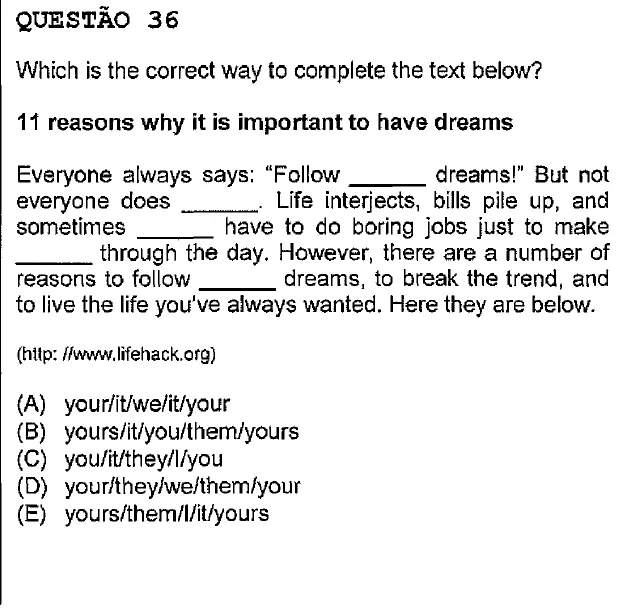 QUESTÃO 36
Which is the correct way to complete the text below?
11 reasons why it is important to have dreams
Everyone always says: “Follow ______ dreams!” But not
everyone does ______. Life interjects, bills pile up, and
sometimes ______ have to do boring jobs just to make
______ through the day. However, there are a number of
reasons to follow ______ dreams, to break the trend, and
to live the life you've always wanted. Here they are below.
(http: //www.lifehack.org)
(A) your/it/we/it/your
(B) yours/it/you/them/yours
(C) you/it/they/I/you
(D) your/they/we/them/your
(E) yours/them/I/it/yours